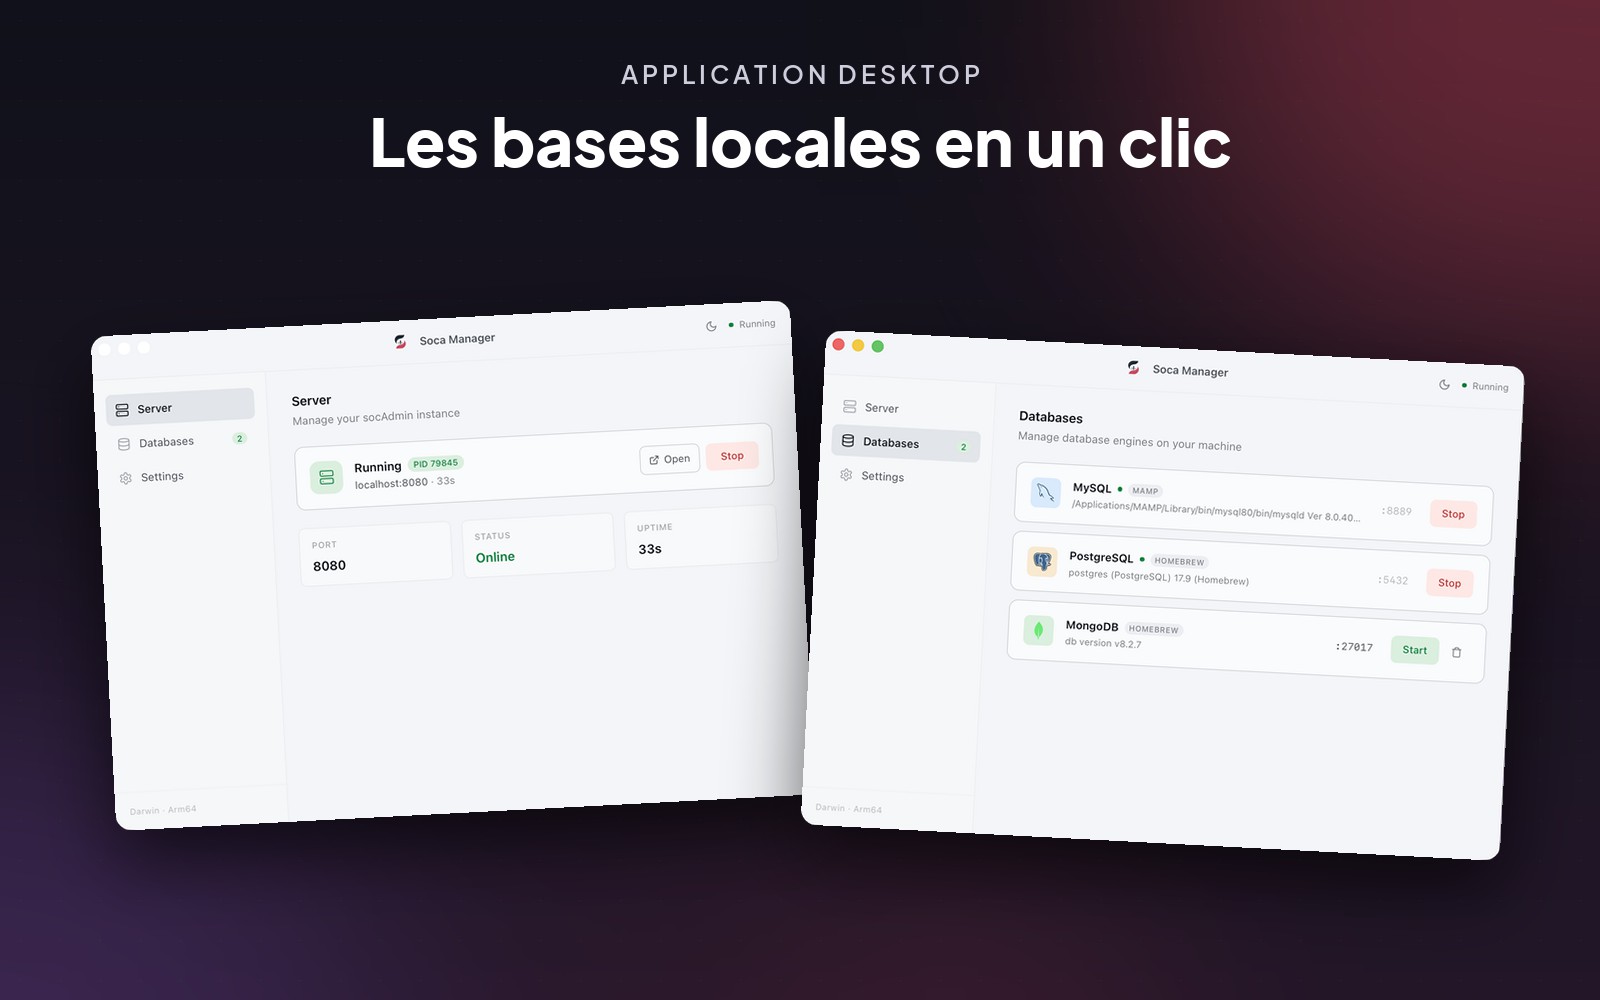 APPLICATION DESKTOP
Les bases locales en un clic
Soca Manager
Running
Server
Databases 2
Settings
Server
Manage your socAdmin instance
Running PID 79845
localhost:8080 · 33s
Open
Stop
PORT
8080
STATUS
Online
UPTIME
33s
Darwin · Arm64
Soca Manager
Running
Server
Databases 2
Settings
Databases
Manage database engines on your machine
MySQL MAMP
/Applications/MAMP/Library/bin/mysql80/bin/mysqld Ver 8.0.40...
:8889
Stop
PostgreSQL HOMEBREW
postgres (PostgreSQL) 17.9 (Homebrew)
:5432
Stop
MongoDB HOMEBREW
db version v8.2.7
:27017
Start
Darwin · Arm64